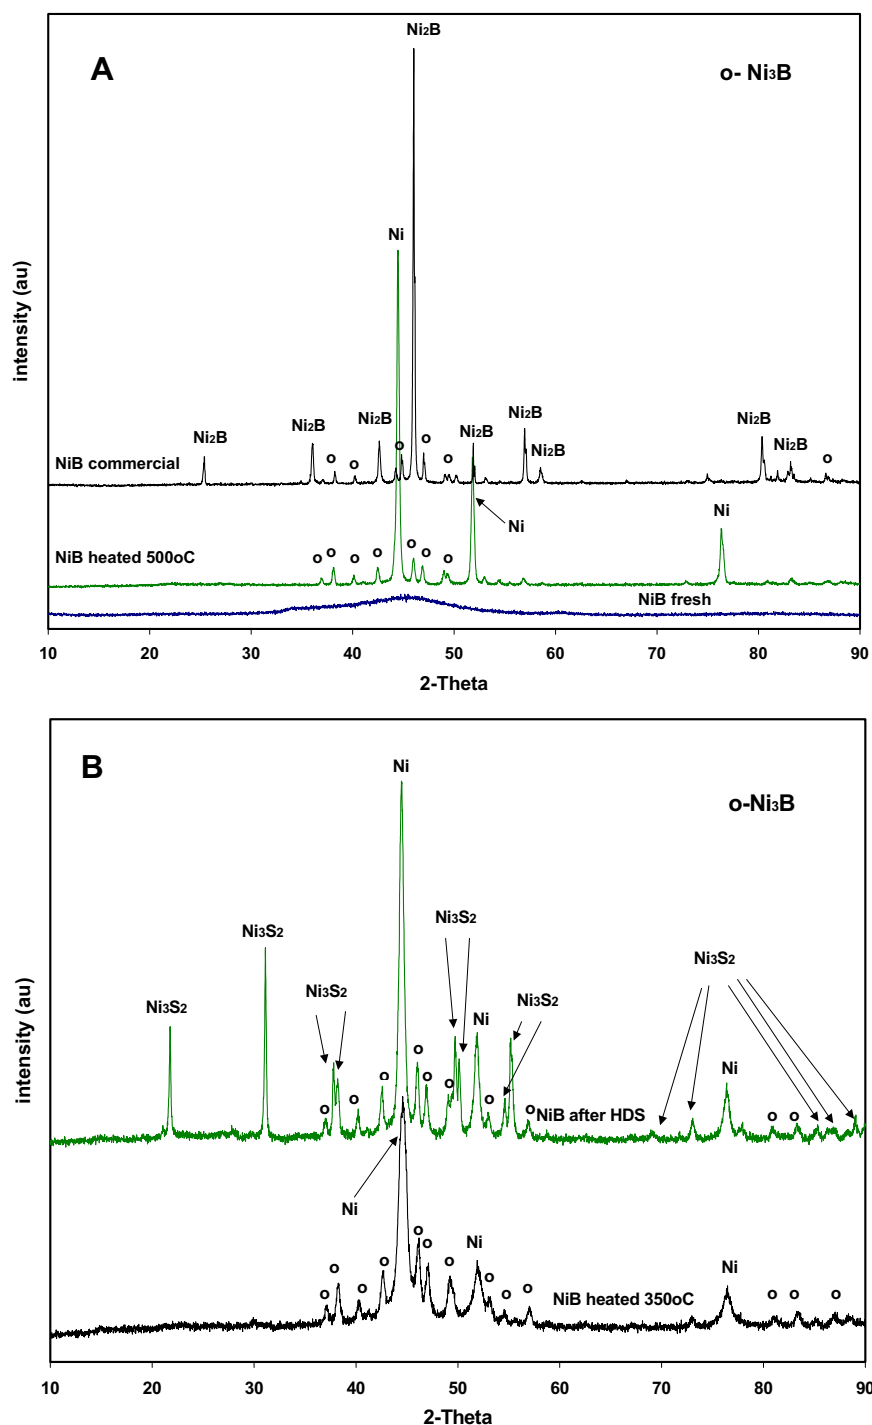 Ni₂B
A
o- Ni₃B
Ni
Ni₂B Ni₂B Ni₂B Ni₂B Ni₂B Ni₂B Ni₂B Ni₂B
o o o o o
NiB commercial
Ni
Ni
o o o o o o o
NiB heated 500oC
NiB fresh
intensity (au)
10 20 30 40 50 60 70 80 90
2-Theta
B
Ni
o-Ni₃B
Ni₃S₂
Ni₃S₂
Ni₃S₂
Ni₃S₂
Ni₃S₂
Ni₃S₂
Ni
Ni
o o o o o o o o o o
NiB after HDS
Ni
Ni
Ni
o o o o o o o o o o o o o
NiB heated 350oC
intensity (au)
10 20 30 40 50 60 70 80 90
2-Theta